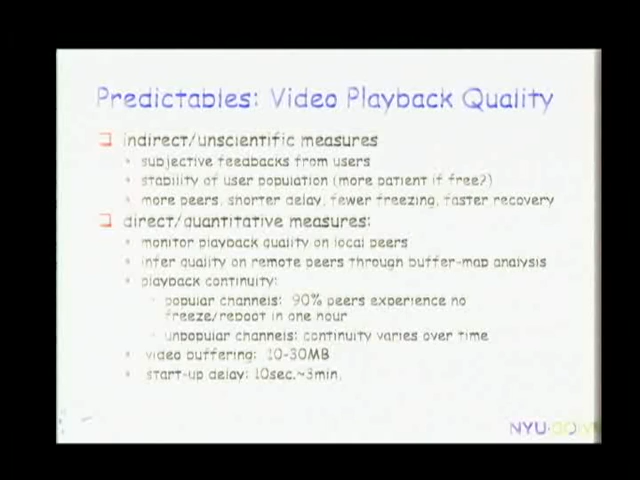 Predictables: Video Playback Quality
indirect/unscientific measures
subjective feedbacks from users
stability of user population (more patient if free?)
more peers, shorter delay, fewer freezing, faster recovery
direct/quantitative measures:
monitor playback quality on local peers
infer quality on remote peers through buffer-map analysis
playback continuity:
popular channels: 90% peers experience no
freeze/reboot in one hour
unpopular channels: continuity varies over time
video buffering: 10-30MB
start-up delay: 10sec.~3min.
NYU-